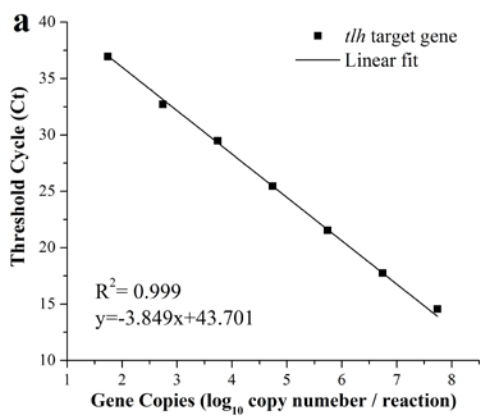 a
40
tlh target gene
Linear fit
35
30
25
20
15
10
Threshold Cycle (Ct)
R²= 0.999
y=-3.849x+43.701
1 2 3 4 5 6 7 8
Gene Copies (log₁₀ copy numeber / reaction)